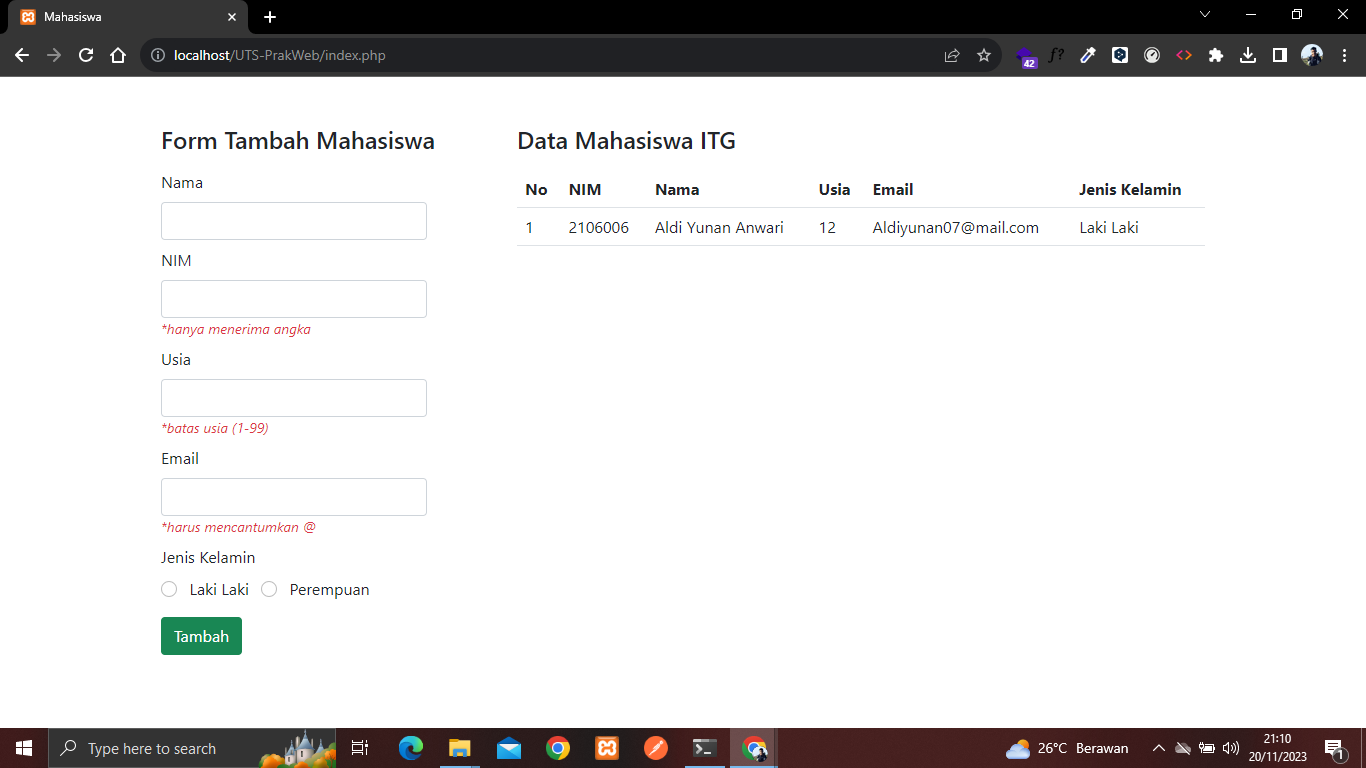 Mahasiswa
localhost/UTS-PrakWeb/index.php
42
f?
Form Tambah Mahasiswa
Nama
NIM
*hanya menerima angka
Usia
*batas usia (1-99)
Email
*harus mencantumkan @
Jenis Kelamin
Laki Laki Perempuan
Tambah
Data Mahasiswa ITG
No NIM Nama Usia Email Jenis Kelamin
1 2106006 Aldi Yunan Anwari 12 Aldiyunan07@mail.com Laki Laki
Type here to search
26°C Berawan
21:10
20/11/2023
1